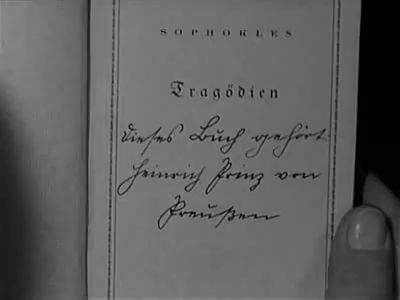 SOPHOKLES
Tragödien
Dieses Buch gehört
Heinrich Prinz von
Preußen